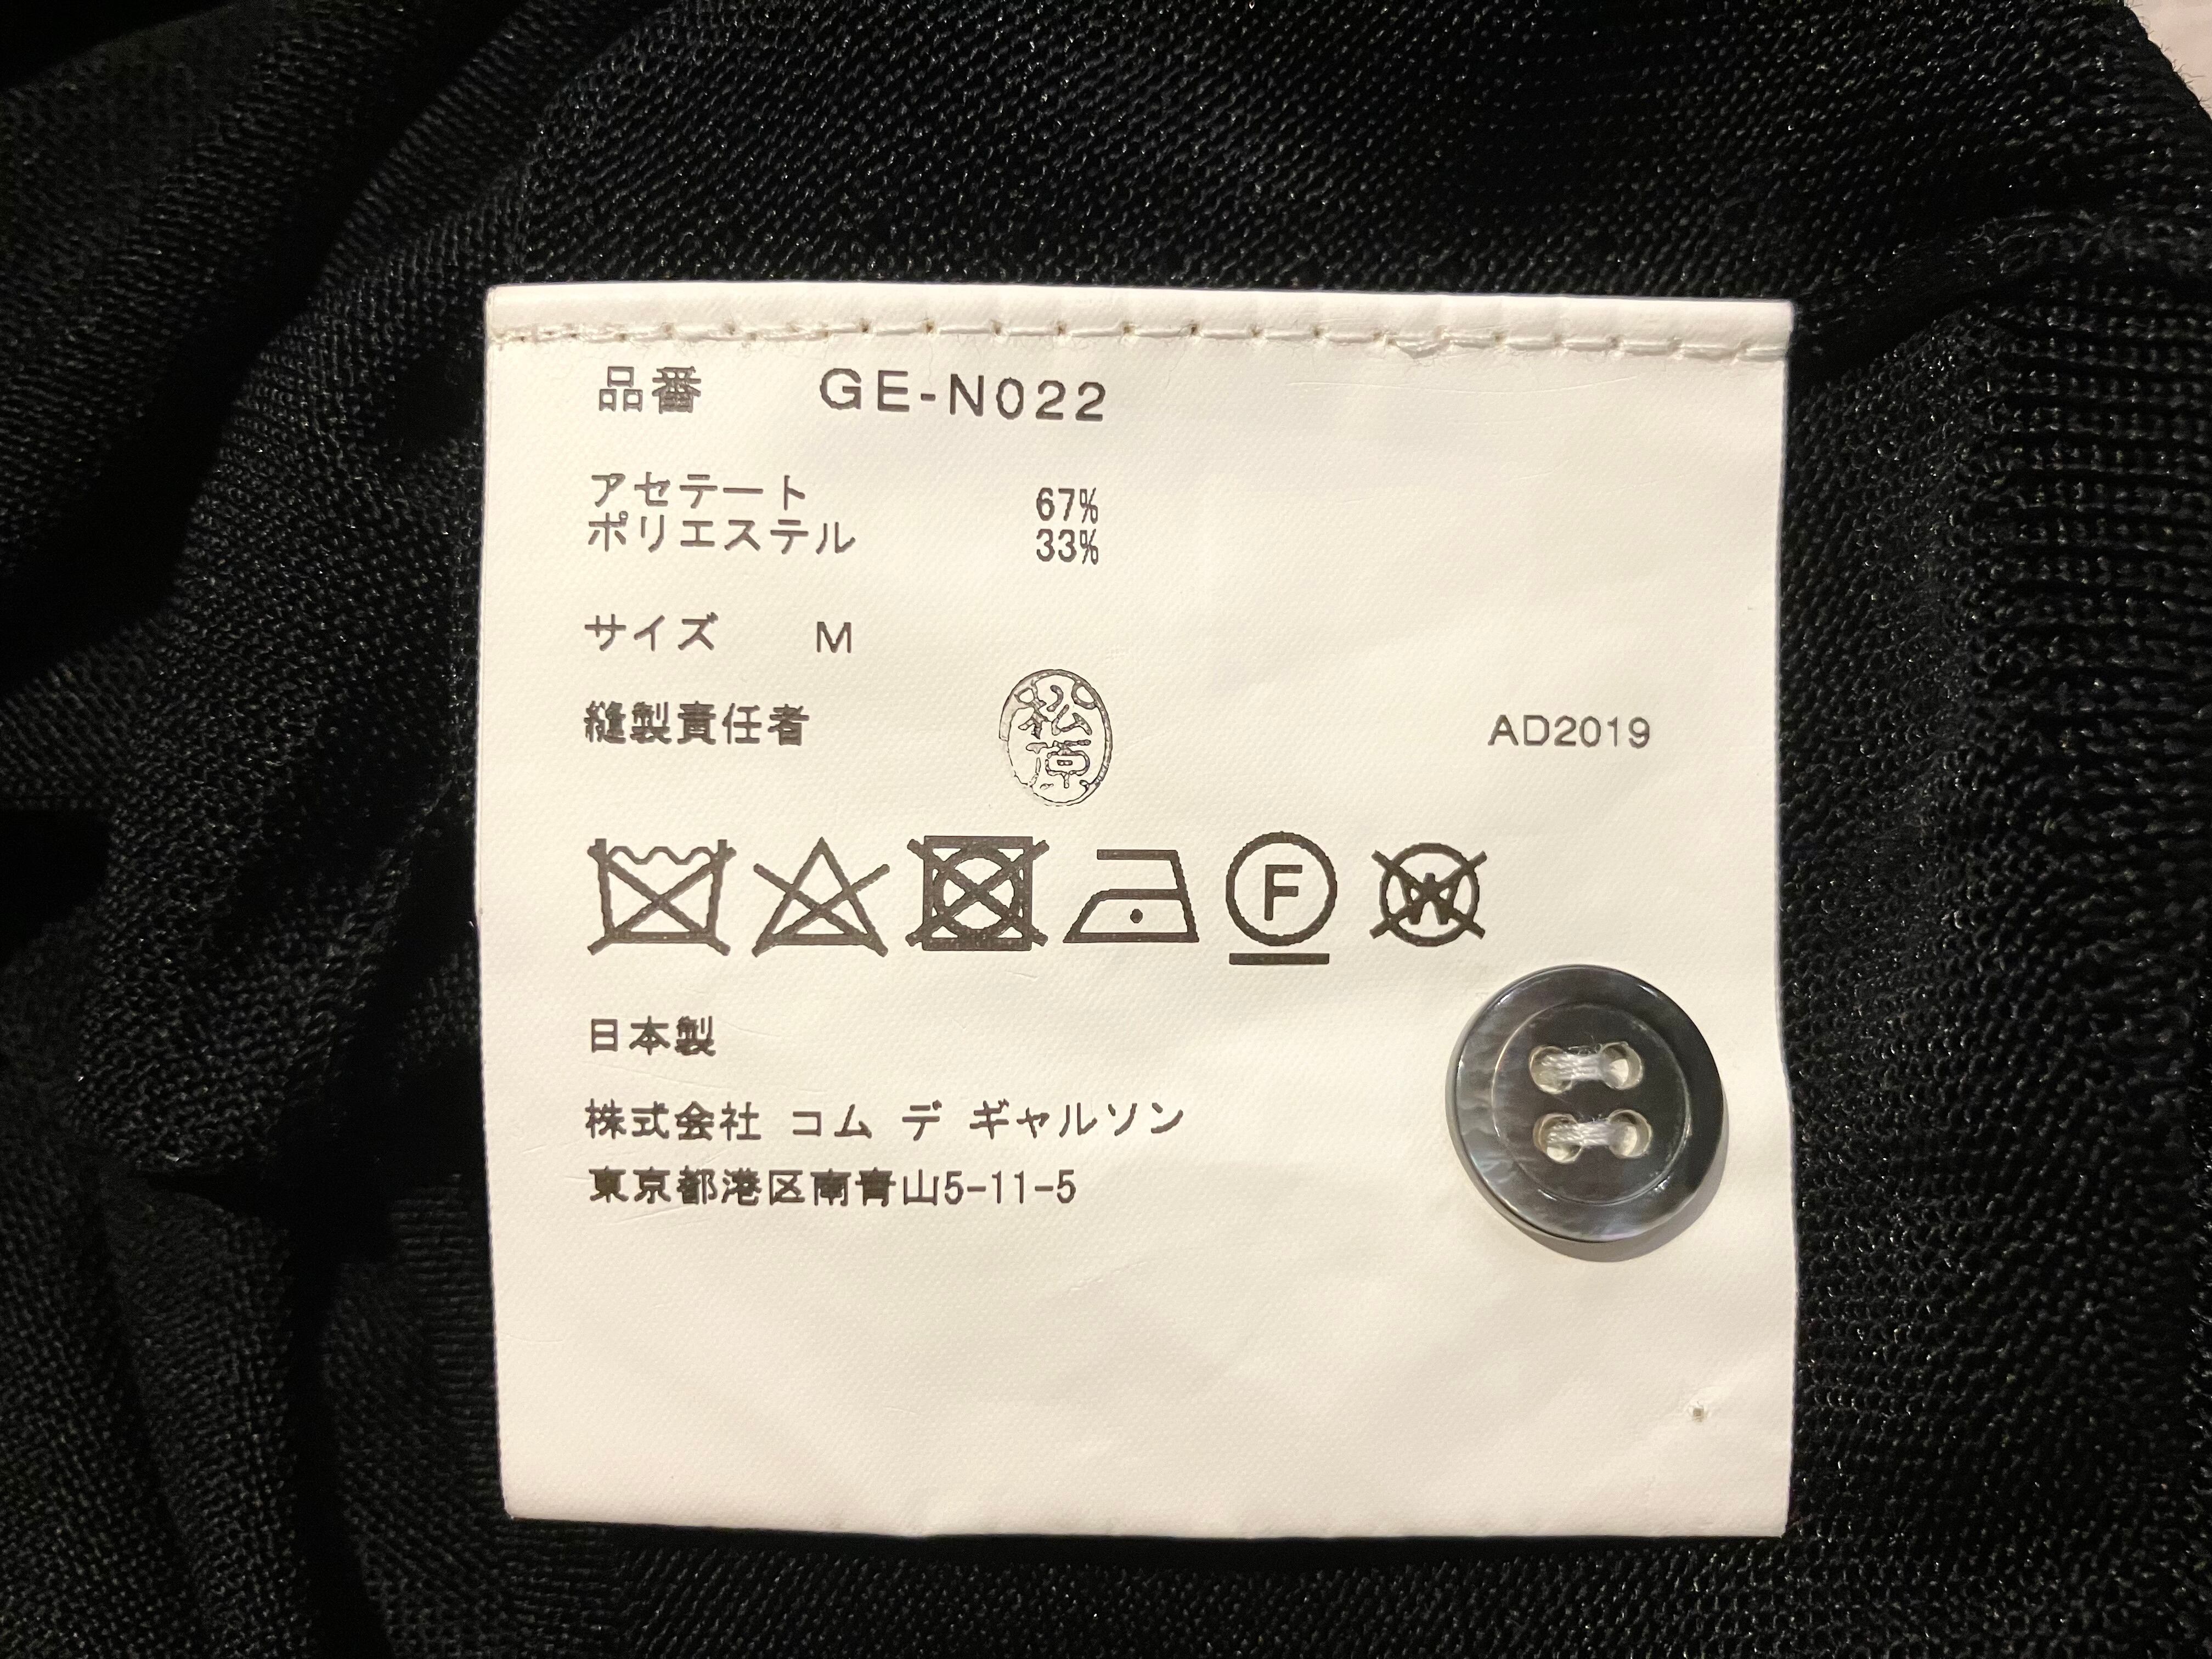 品番 GE-N022
アセテート 67%
ポリエステル 33%
サイズ M
縫製責任者 松原 AD2019
F W
日本製
株式会社 コム デ ギャルソン
東京都港区南青山5-11-5